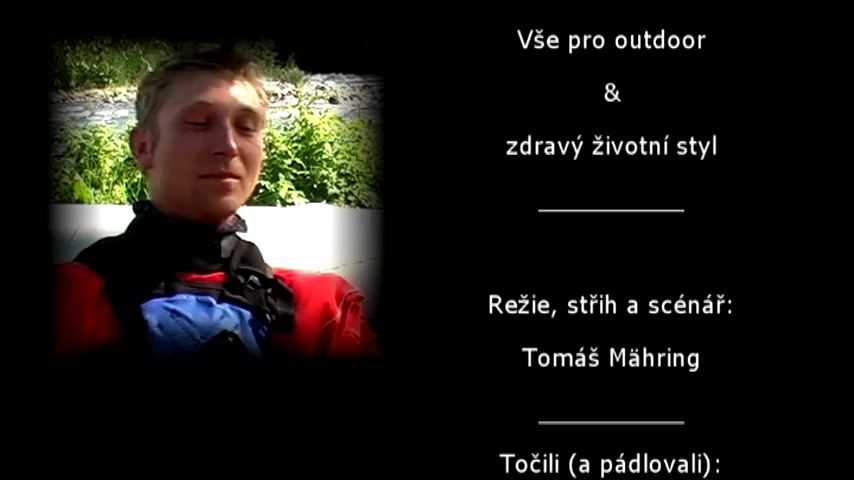 Vše pro outdoor
&
zdravý životní styl
Režie, střih a scénář:
Tomáš Mähring
Točili (a pádlovali):